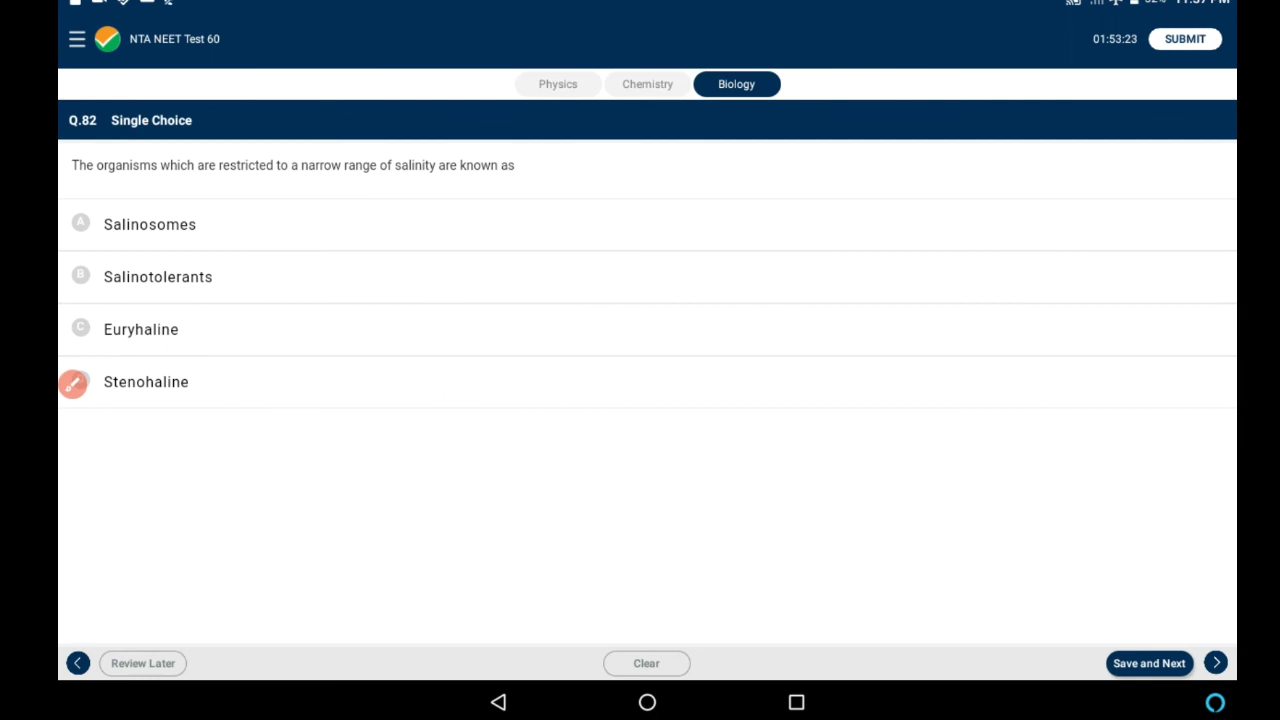 NTA NEET Test 60
01:53:23
SUBMIT
Physics
Chemistry
Biology
Q.82 Single Choice
The organisms which are restricted to a narrow range of salinity are known as
A Salinosomes
B Salinotolerants
C Euryhaline
Stenohaline
Review Later
Clear
Save and Next